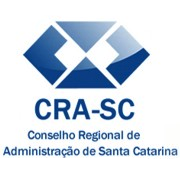 CRA-SC
Conselho Regional de
Administração de Santa Catarina